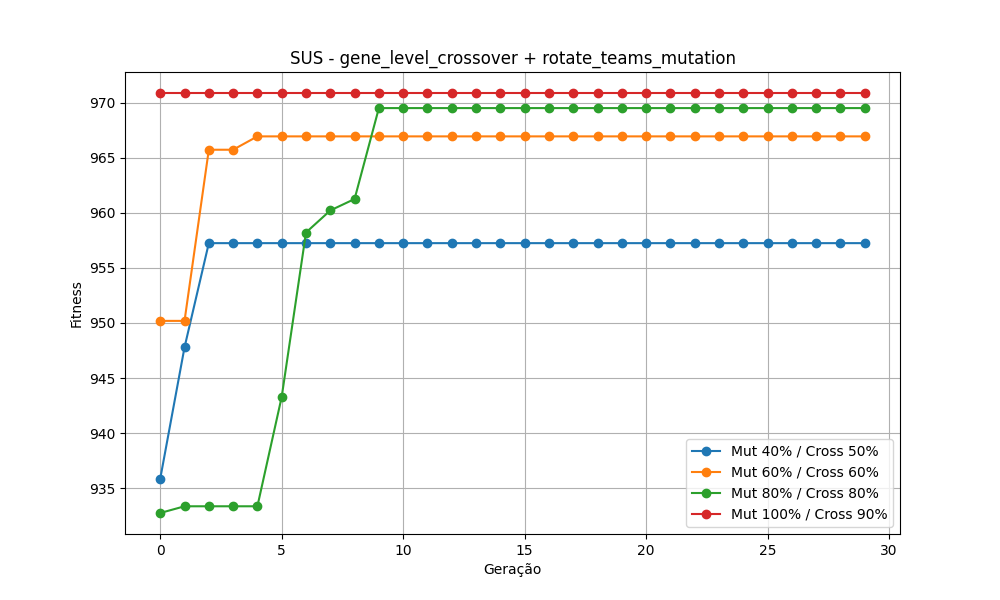 SUS - gene_level_crossover + rotate_teams_mutation
970
965
960
955
950
945
940
935
Fitness
0 5 10 15 20 25 30
Geração
Mut 40% / Cross 50%
Mut 60% / Cross 60%
Mut 80% / Cross 80%
Mut 100% / Cross 90%